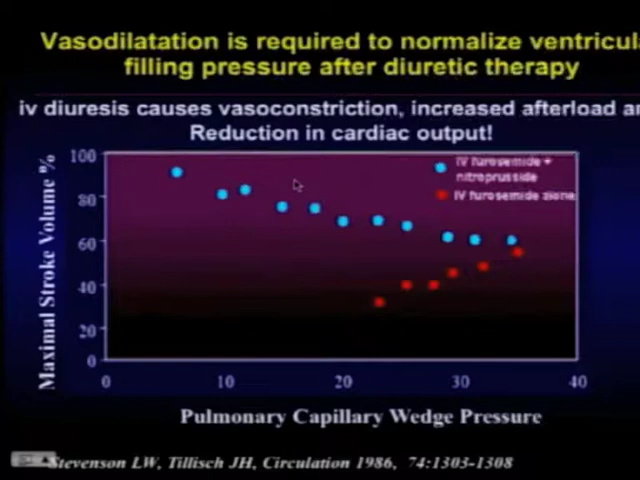 Vasodilatation is required to normalize ventricula
filling pressure after diuretic therapy
iv diuresis causes vasoconstriction, increased afterload an
Reduction in cardiac output!
Maximal Stroke Volume %
100
80
60
40
20
0
IV furosemide +
nitroprusside
IV furosemide alone
0 10 20 30 40
Pulmonary Capillary Wedge Pressure
Stevenson LW, Tillisch JH, Circulation 1986, 74:1303-1308